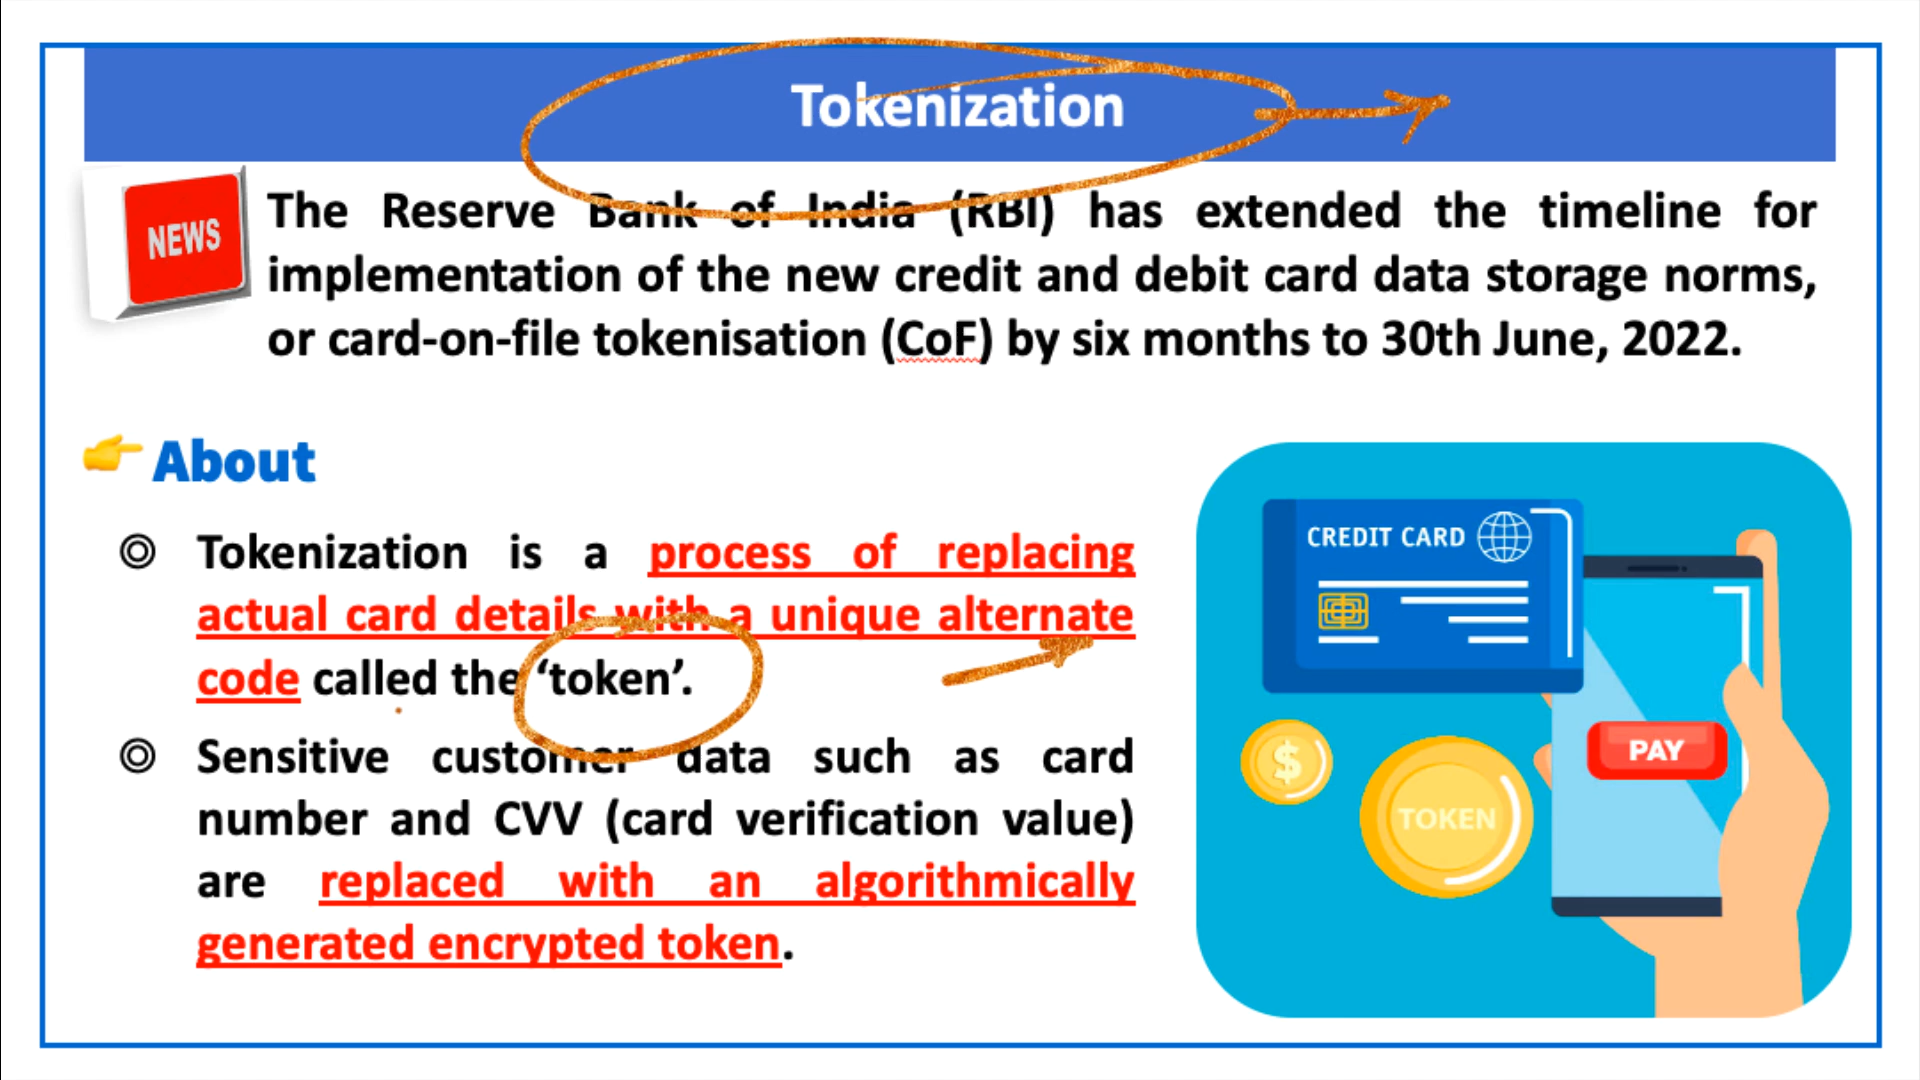 Tokenization
NEWS
The Reserve Bank of India (RBI) has extended the timeline for
implementation of the new credit and debit card data storage norms,
or card-on-file tokenisation (CoF) by six months to 30th June, 2022.
About
Tokenization is a process of replacing
actual card details with a unique alternate
code called the ‘token’.
Sensitive customer data such as card
number and CVV (card verification value)
are replaced with an algorithmically
generated encrypted token.
CREDIT CARD
$
TOKEN
PAY